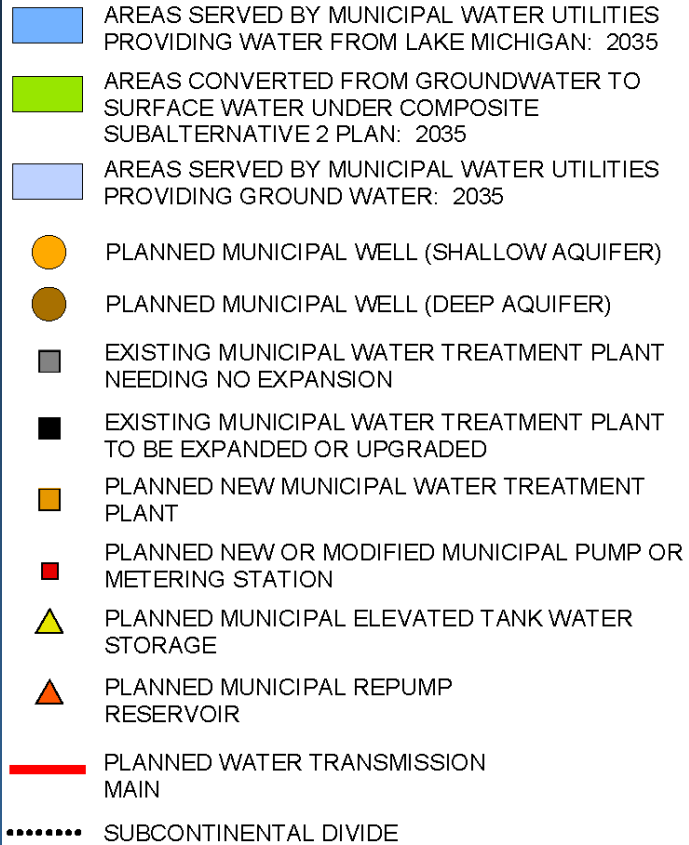 AREAS SERVED BY MUNICIPAL WATER UTILITIES
PROVIDING WATER FROM LAKE MICHIGAN: 2035
AREAS CONVERTED FROM GROUNDWATER TO
SURFACE WATER UNDER COMPOSITE
SUBALTERNATIVE 2 PLAN: 2035
AREAS SERVED BY MUNICIPAL WATER UTILITIES
PROVIDING GROUND WATER: 2035
PLANNED MUNICIPAL WELL (SHALLOW AQUIFER)
PLANNED MUNICIPAL WELL (DEEP AQUIFER)
EXISTING MUNICIPAL WATER TREATMENT PLANT
NEEDING NO EXPANSION
EXISTING MUNICIPAL WATER TREATMENT PLANT
TO BE EXPANDED OR UPGRADED
PLANNED NEW MUNICIPAL WATER TREATMENT
PLANT
PLANNED NEW OR MODIFIED MUNICIPAL PUMP OR
METERING STATION
PLANNED MUNICIPAL ELEVATED TANK WATER
STORAGE
PLANNED MUNICIPAL REPUMP
RESERVOIR
PLANNED WATER TRANSMISSION
MAIN
SUBCONTINENTAL DIVIDE